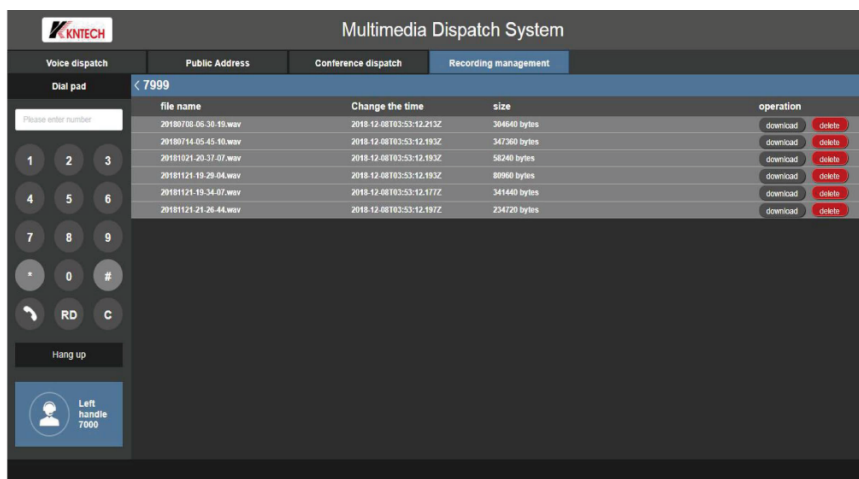 KNTECH
Multimedia Dispatch System
Voice dispatch Public Address Conference dispatch Recording management
Dial pad
< 7999
file name Change the time size operation
Please enter number
20180708-06-30-19.wav 2018-12-08T03:53:12.213Z 304640 bytes download delete
20180714-05-45-10.wav 2018-12-08T03:53:12.193Z 347360 bytes download delete
20181021-20-37-07.wav 2018-12-08T03:53:12.193Z 58240 bytes download delete
20181121-19-29-04.wav 2018-12-08T03:53:12.193Z 80960 bytes download delete
20181121-19-34-07.wav 2018-12-08T03:53:12.177Z 341440 bytes download delete
20181121-21-26-44.wav 2018-12-08T03:53:12.197Z 234720 bytes download delete
1 2 3
4 5 6
7 8 9
* 0 #
RD C
Hang up
Left
handle
7000